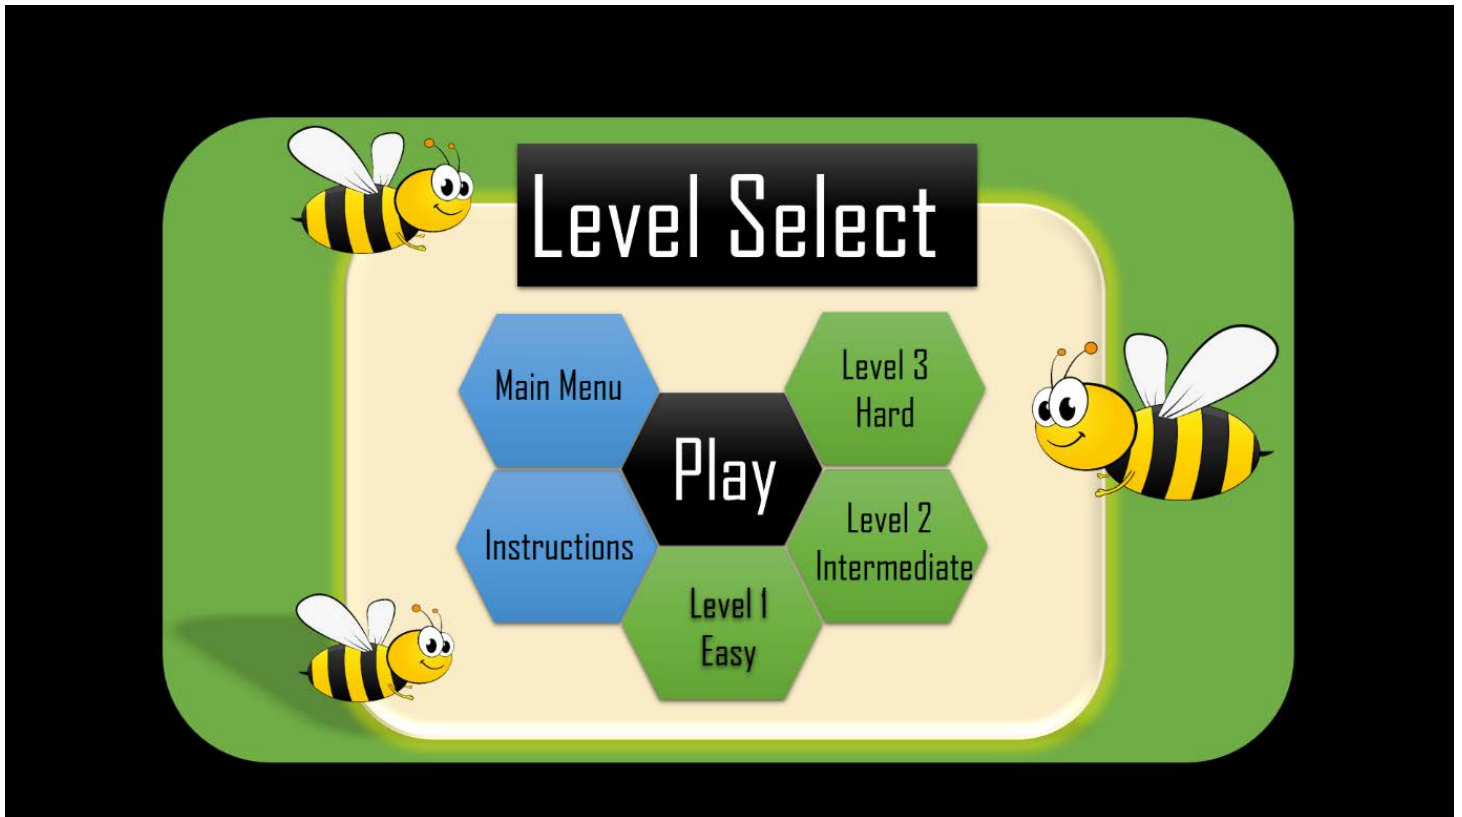 Level Select
Main Menu
Level 3
Hard
Play
Instructions
Level 2
Intermediate
Level 1
Easy